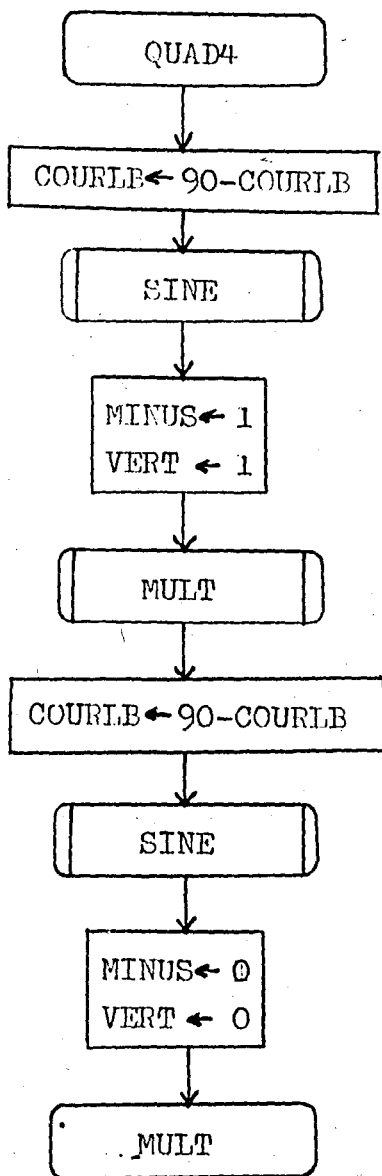 QUAD4
COURLB←90-COURLB
SINE
MINUS←1
VERT ←1
MULT
COURLB←90-COURLB
SINE
MINUS←0
VERT ←0
MULT